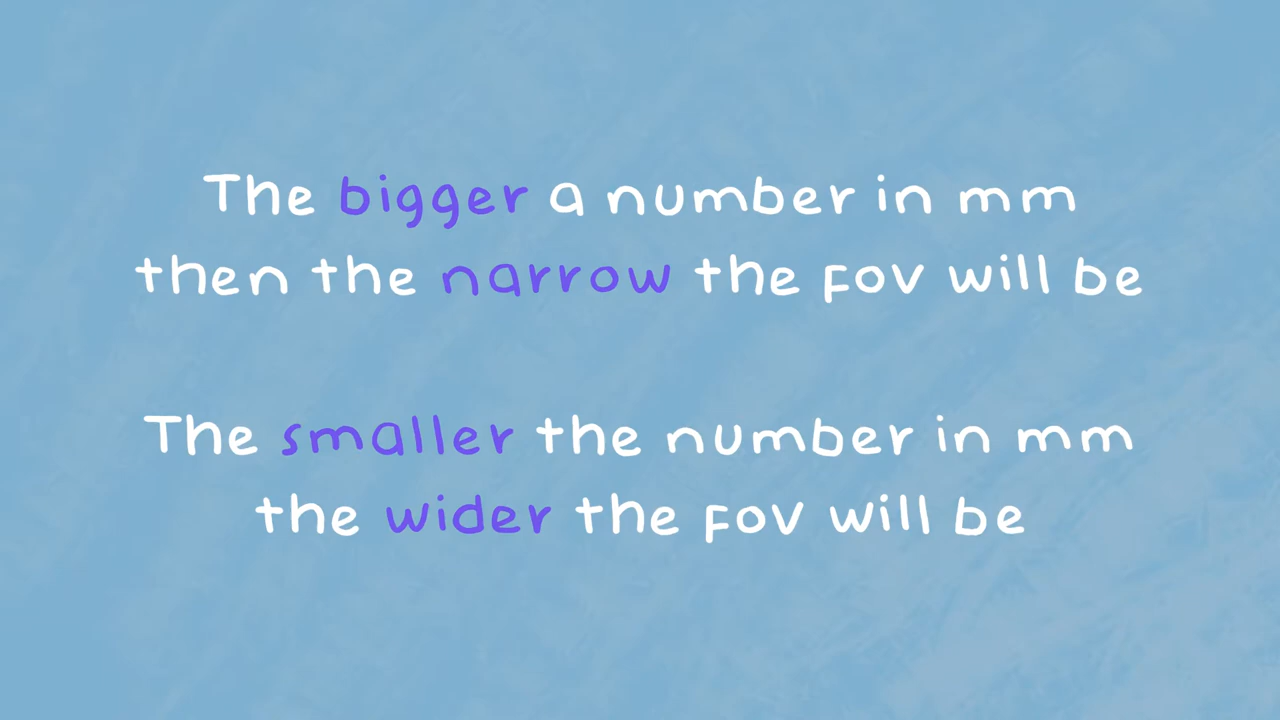 The bigger a number in mm
then the narrow the FOV will be
The smaller the number in mm
the wider the FOV will be